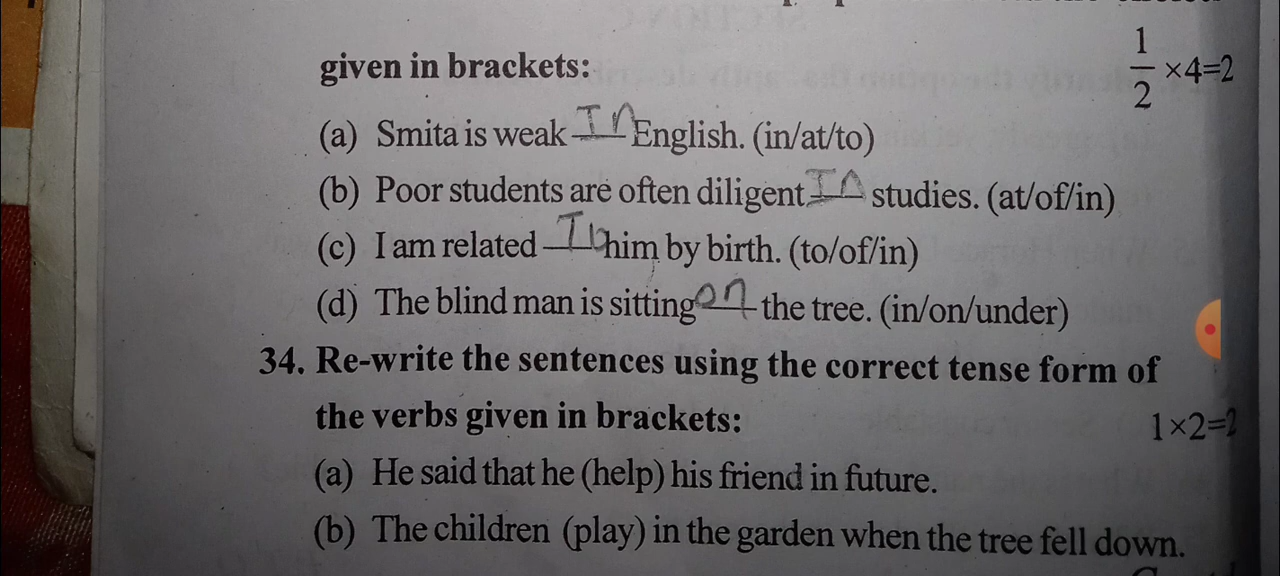 given in brackets:
1/2 ×4=2
(a) Smita is weak In English. (in/at/to)
(b) Poor students are often diligent In studies. (at/of/in)
(c) I am related him by birth. (to/of/in)
(d) The blind man is sitting on the tree. (in/on/under)
34. Re-write the sentences using the correct tense form of
the verbs given in brackets: 1×2=2
(a) He said that he (help) his friend in future.
(b) The children (play) in the garden when the tree fell down.